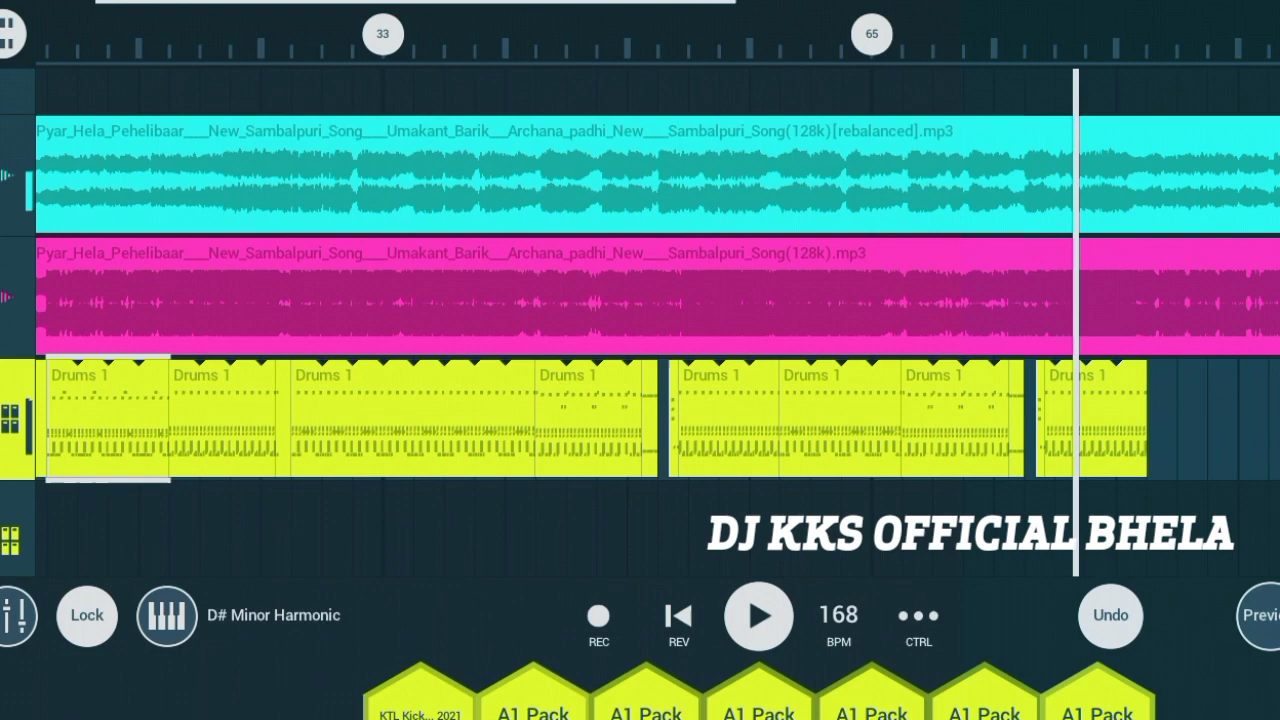 33
65
Pyar_Hela_Pehelibaar___New_Sambalpuri_Song___Umakant_Barik__Archana_padhi_New___Sambalpuri_Song(128k)[rebalanced].mp3
Pyar_Hela_Pehelibaar___New_Sambalpuri_Song___Umakant_Barik__Archana_padhi_New___Sambalpuri_Song(128k).mp3
Drums 1 Drums 1 Drums 1 Drums 1 Drums 1 Drums 1 Drums 1 Drums 1
DJ KKS OFFICIAL BHELA
Lock D# Minor Harmonic 168 Undo Previ
REC REV BPM CTRL
KTL Kick... 2021 A1 Pack A1 Pack A1 Pack A1 Pack A1 Pack A1 Pack